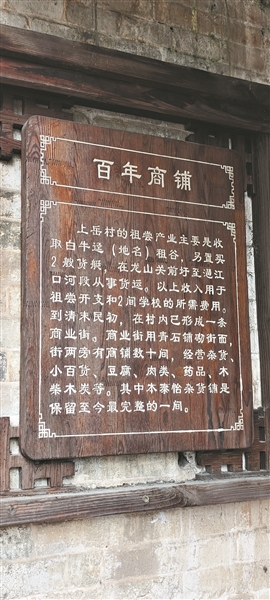 百年商铺
上岳村的祖尝产业主要是收
取白牛迳（地名）租谷，另置买
2艘货艇，在龙山关前圩至潖江
口河段从事货运。以上收入用于
祖尝开支和2间学校的所需费用。
到清末民初，在村内已形成一条
商业街。商业街用青石铺砌街面，
街两旁有商铺数十间，经营杂货、
小百货、豆腐、肉类、药品、木
柴木炭等。其中本泰怡杂货铺是
保留至今最完整的一间。